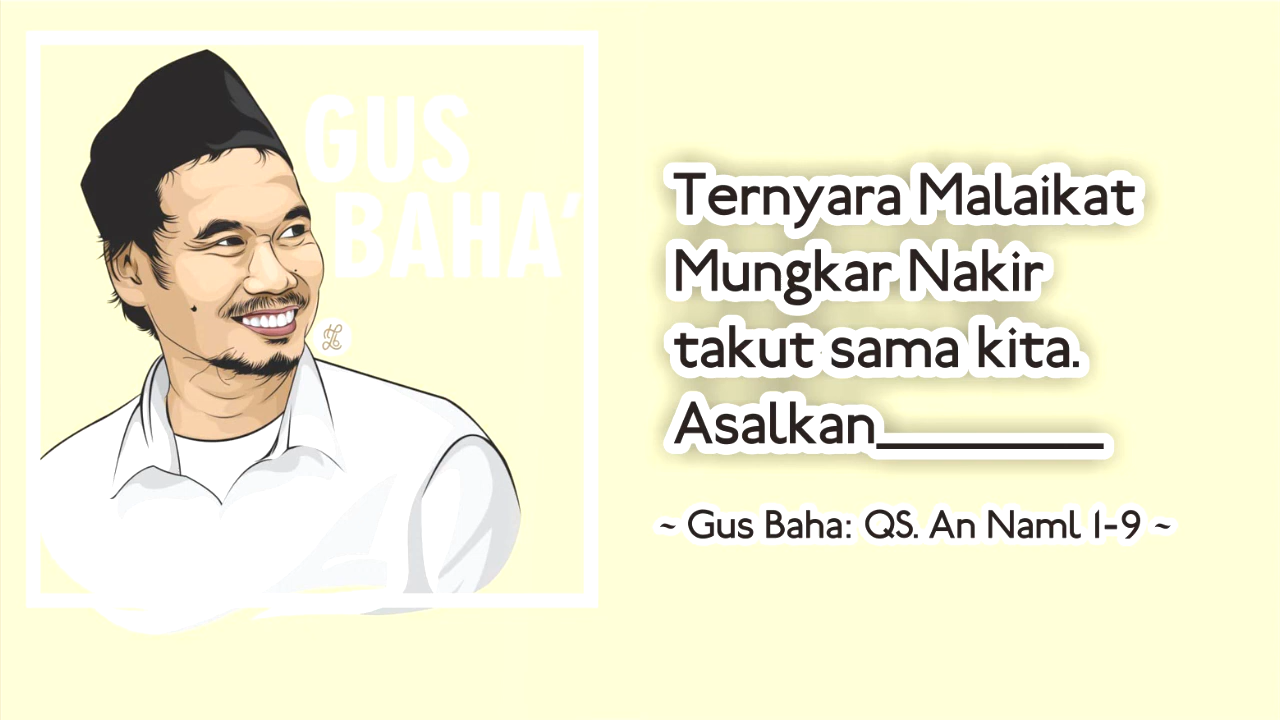 GUS
BAHA'
Ternyara Malaikat
Mungkar Nakir
takut sama kita.
Asalkan________
~ Gus Baha: QS. An Naml 1-9 ~